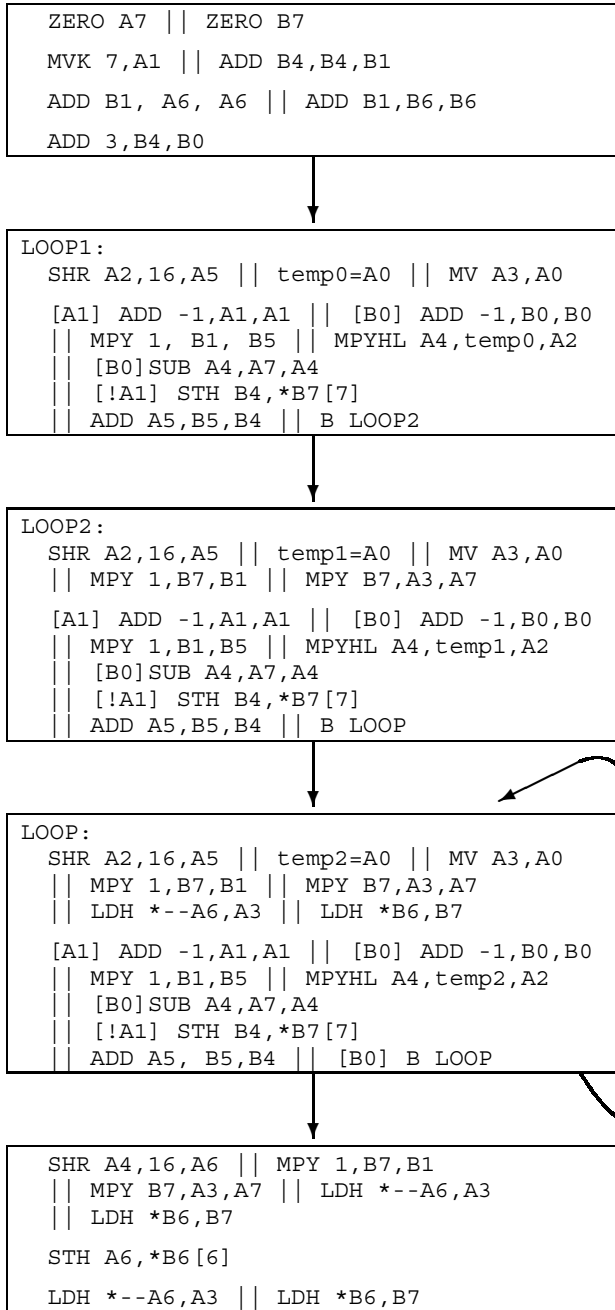 ZERO A7 || ZERO B7
MVK 7,A1 || ADD B4,B4,B1
ADD B1, A6, A6 || ADD B1,B6,B6
ADD 3,B4,B0
LOOP1:
SHR A2,16,A5 || temp0=A0 || MV A3,A0
[A1] ADD -1,A1,A1 || [B0] ADD -1,B0,B0
|| MPY 1, B1, B5 || MPYHL A4,temp0,A2
|| [B0]SUB A4,A7,A4
|| [!A1] STH B4,*B7[7]
|| ADD A5,B5,B4 || B LOOP2
LOOP2:
SHR A2,16,A5 || temp1=A0 || MV A3,A0
|| MPY 1,B7,B1 || MPY B7,A3,A7
[A1] ADD -1,A1,A1 || [B0] ADD -1,B0,B0
|| MPY 1,B1,B5 || MPYHL A4,temp1,A2
|| [B0]SUB A4,A7,A4
|| [!A1] STH B4,*B7[7]
|| ADD A5,B5,B4 || B LOOP
LOOP:
SHR A2,16,A5 || temp2=A0 || MV A3,A0
|| MPY 1,B7,B1 || MPY B7,A3,A7
|| LDH *--A6,A3 || LDH *B6,B7
[A1] ADD -1,A1,A1 || [B0] ADD -1,B0,B0
|| MPY 1,B1,B5 || MPYHL A4,temp2,A2
|| [B0]SUB A4,A7,A4
|| [!A1] STH B4,*B7[7]
|| ADD A5, B5,B4 || [B0] B LOOP
SHR A4,16,A6 || MPY 1,B7,B1
|| MPY B7,A3,A7 || LDH *--A6,A3
|| LDH *B6,B7
STH A6,*B6[6]
LDH *--A6,A3 || LDH *B6,B7